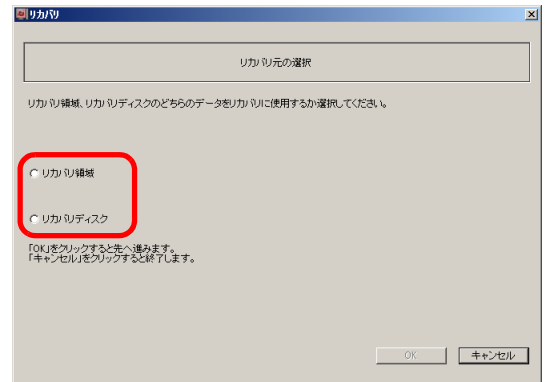 リカバリ
リカバリ元の選択
リカバリ領域、リカバリディスクのどちらのデータをリカバリに使用するか選択してください。
リカバリ領域
リカバリディスク
「OK」をクリックすると先へ進みます。
「キャンセル」をクリックすると終了します。
OK キャンセル